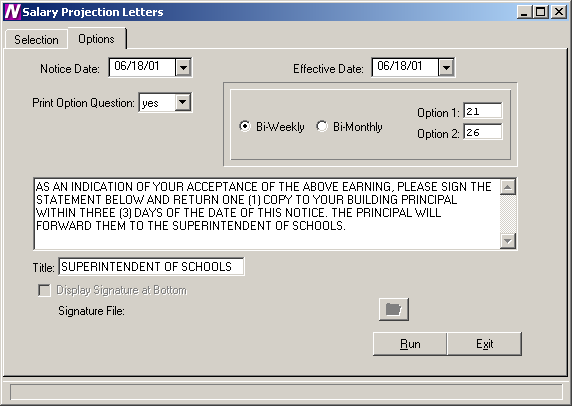 N Salary Projection Letters
Selection Options
Notice Date: 06/18/01 Effective Date: 06/18/01
Print Option Question: yes
Bi-Weekly Bi-Monthly
Option 1: 21
Option 2: 26
AS AN INDICATION OF YOUR ACCEPTANCE OF THE ABOVE EARNING, PLEASE SIGN THE
STATEMENT BELOW AND RETURN ONE (1) COPY TO YOUR BUILDING PRINCIPAL
WITHIN THREE (3) DAYS OF THE DATE OF THIS NOTICE. THE PRINCIPAL WILL
FORWARD THEM TO THE SUPERINTENDENT OF SCHOOLS.
Title: SUPERINTENDENT OF SCHOOLS
Display Signature at Bottom
Signature File:
Run Exit